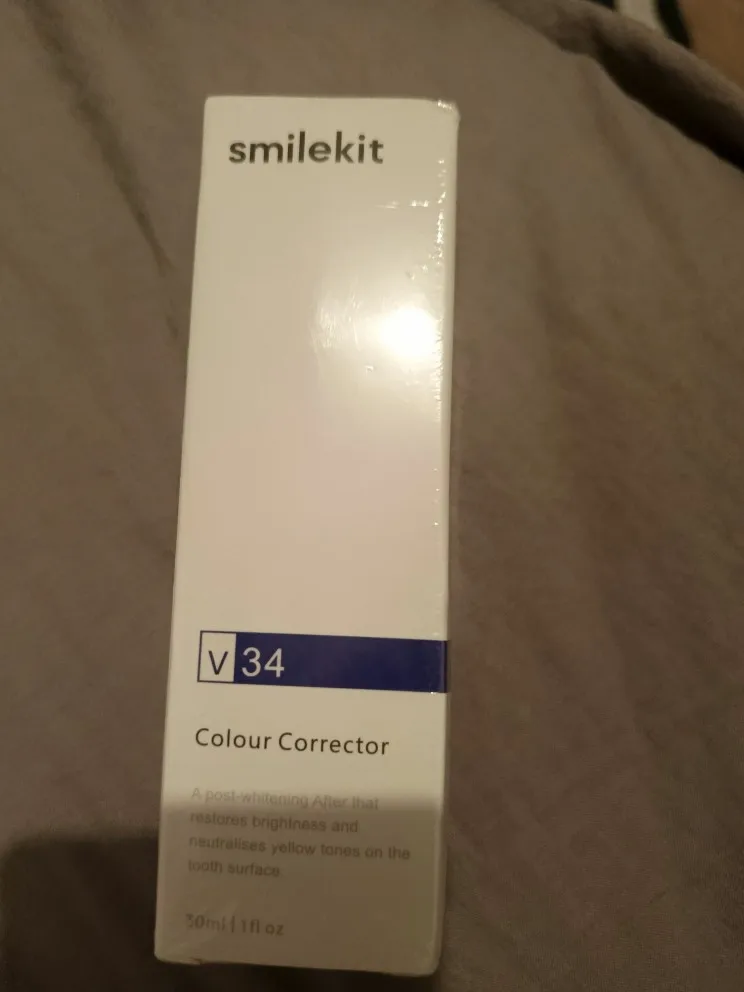 smilekit
V 34
Colour Corrector
A post-whitening After that
restores brightness and
neutralises yellow tones on the
tooth surface.
30ml | 1fl oz